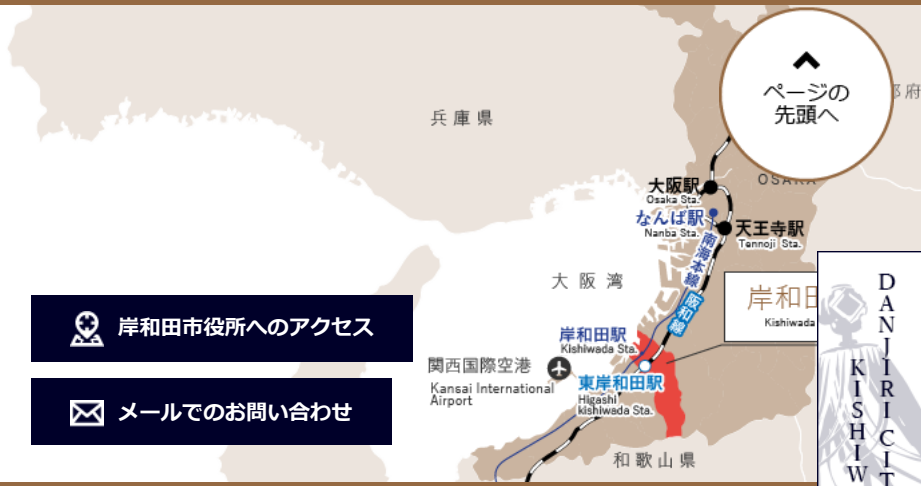 ページの
先頭へ
兵庫県
OSAKA
大阪駅
Osaka Sta.
なんば駅
Nanba Sta.
天王寺駅
Tennoji Sta.
南海本線
阪和線
大阪湾
岸和田
Kishiwada
岸和田駅
Kishiwada Sta.
関西国際空港
Kansai International
Airport
東岸和田駅
Higashi
kishiwada Sta.
和歌山県
岸和田市役所へのアクセス
メールでのお問い合わせ
DANJIRI CIT
KISHIW